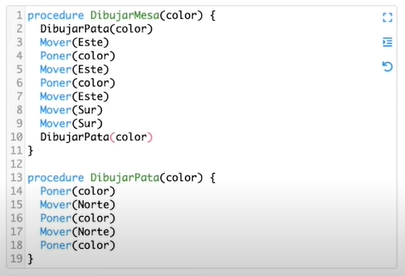 1 procedure DibujarMesa(color) {
2   DibujarPata(color)
3   Mover(Este)
4   Poner(color)
5   Mover(Este)
6   Poner(color)
7   Mover(Este)
8   Mover(Sur)
9   Mover(Sur)
10   DibujarPata(color)
11 }
12
13 procedure DibujarPata(color) {
14   Poner(color)
15   Mover(Norte)
16   Poner(color)
17   Mover(Norte)
18   Poner(color)
19 }